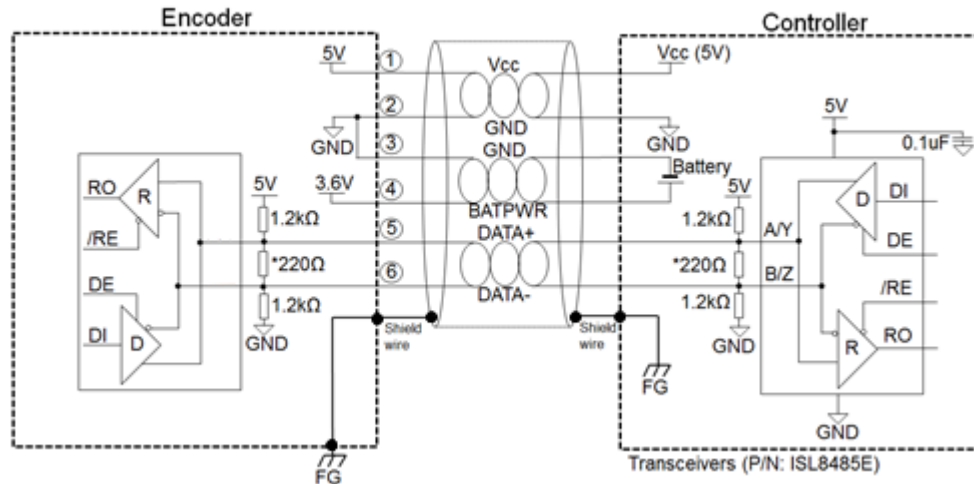 Encoder
Controller
5V
①
Vcc
Vcc (5V)
②
GND
GND
GND
5V
0.1uF
③
GND
Battery
RO
R
5V
3.6V
④
BATPWR
5V
D
DI
1.2kΩ
⑤
DATA+
1.2kΩ
A/Y
/RE
DE
*220Ω
*220Ω
B/Z
DE
⑥
DATA-
/RE
1.2kΩ
1.2kΩ
DI
D
GND
Shield
wire
Shield
wire
GND
R
RO
FG
GND
FG
Transceivers (P/N: ISL8485E)